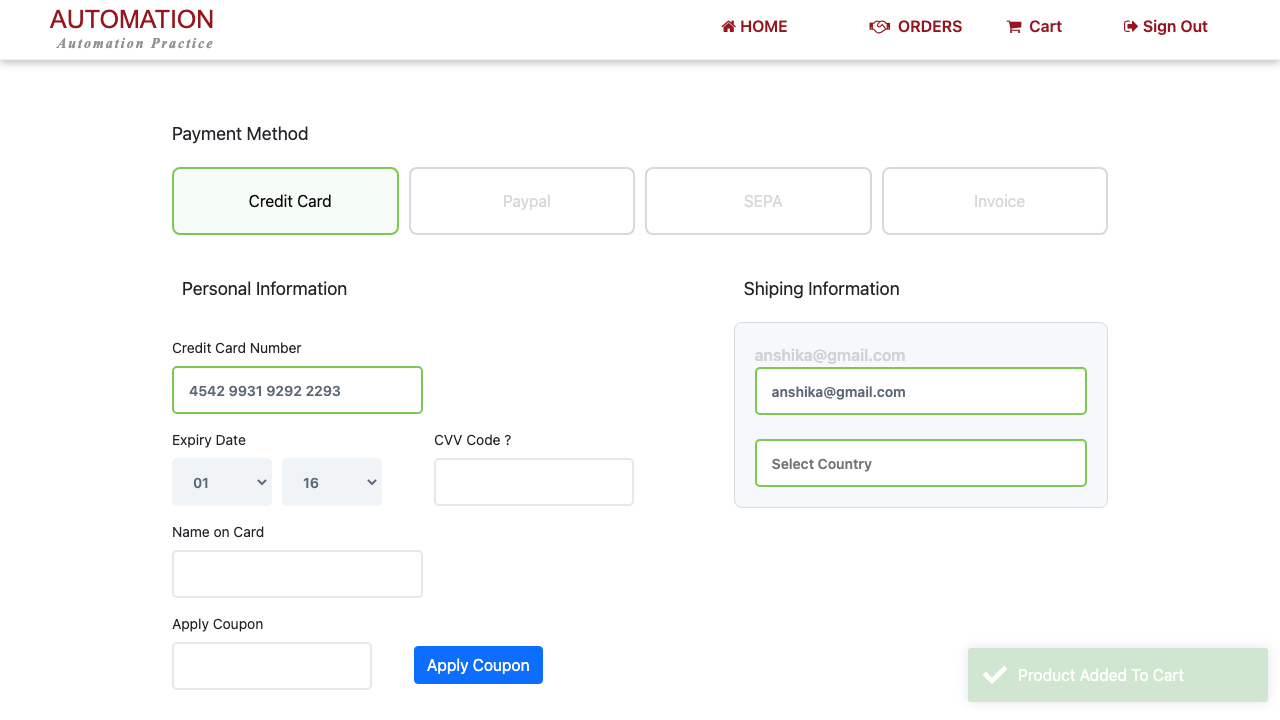 AUTOMATION
Automation Practice
HOME
ORDERS
Cart
Sign Out
Payment Method
Credit Card
Paypal
SEPA
Invoice
Personal Information
Shiping Information
Credit Card Number
4542 9931 9292 2293
anshika@gmail.com
anshika@gmail.com
Expiry Date
CVV Code ?
01
16
Select Country
Name on Card
Apply Coupon
Apply Coupon
Product Added To Cart